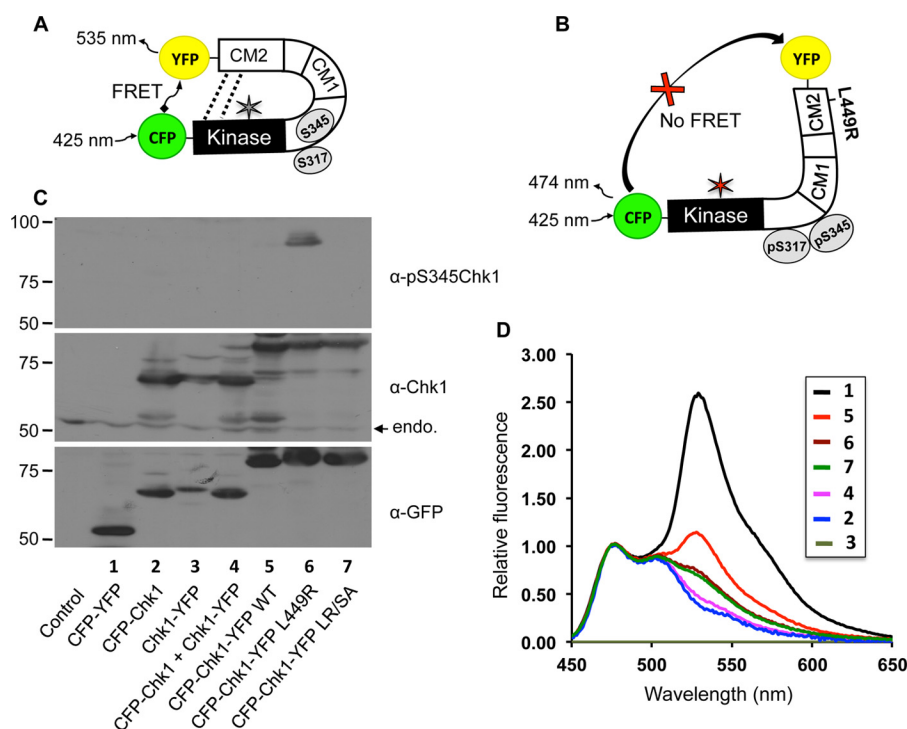 A
535 nm
YFP
CM2
CM1
FRET
S345
425 nm
CFP
Kinase
S317
B
YFP
L449R
CM2
No FRET
CM1
474 nm
425 nm
CFP
Kinase
pS317
pS345
C
100
75
50
α-pS345Chk1
75
50
α-Chk1
endo.
75
50
α-GFP
1 2 3 4 5 6 7
Control
CFP-YFP
CFP-Chk1
Chk1-YFP
CFP-Chk1 + Chk1-YFP
CFP-Chk1-YFP WT
CFP-Chk1-YFP L449R
CFP-Chk1-YFP LR/SA
D
Relative fluorescence
3.00
2.50
2.00
1.50
1.00
0.50
0.00
450 500 550 600 650
Wavelength (nm)
1
5
6
7
4
2
3